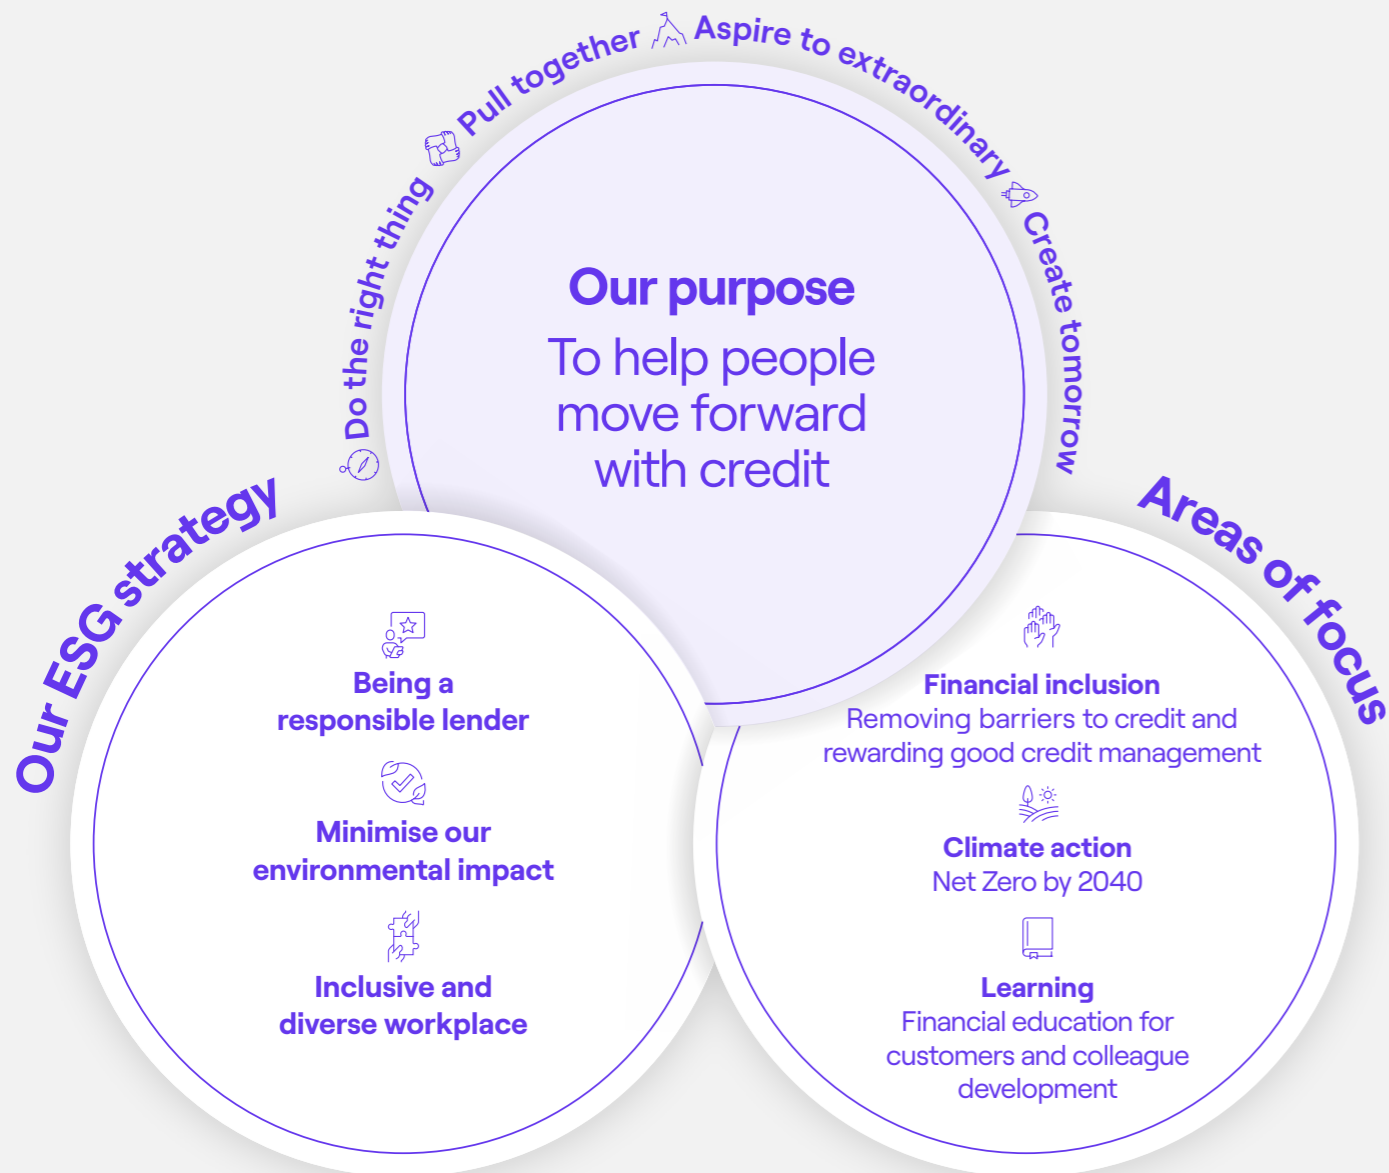 Do the right thing
Pull together
Aspire to extraordinary
Create tomorrow
Our purpose
To help people
move forward
with credit
Our ESG strategy
Being a
responsible lender
Minimise our
environmental impact
Inclusive and
diverse workplace
Areas of focus
Financial inclusion
Removing barriers to credit and
rewarding good credit management
Climate action
Net Zero by 2040
Learning
Financial education for
customers and colleague
development